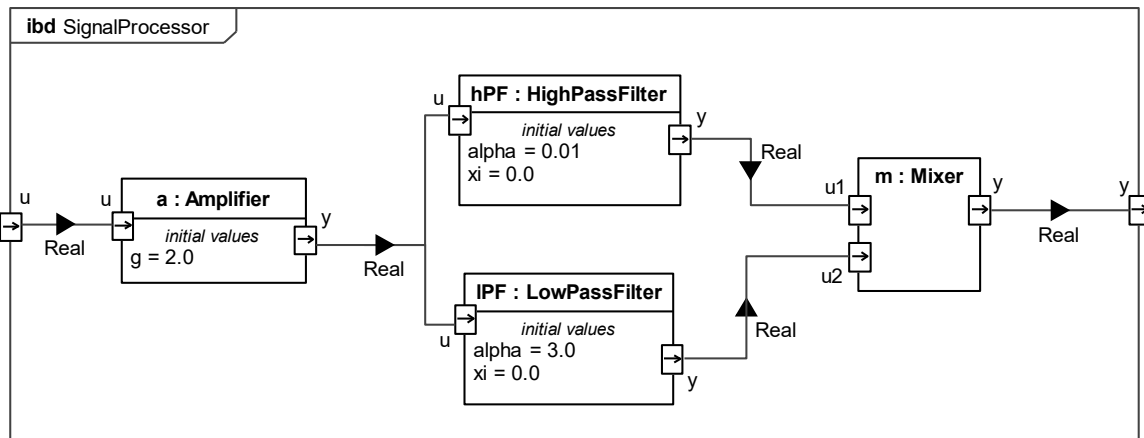 ibd SignalProcessor
u
Real
u
a : Amplifier
initial values
g = 2.0
y
Real
u
hPF : HighPassFilter
initial values
alpha = 0.01
xi = 0.0
y
Real
u
lPF : LowPassFilter
initial values
alpha = 3.0
xi = 0.0
y
Real
u1
u2
m : Mixer
y
Real
y